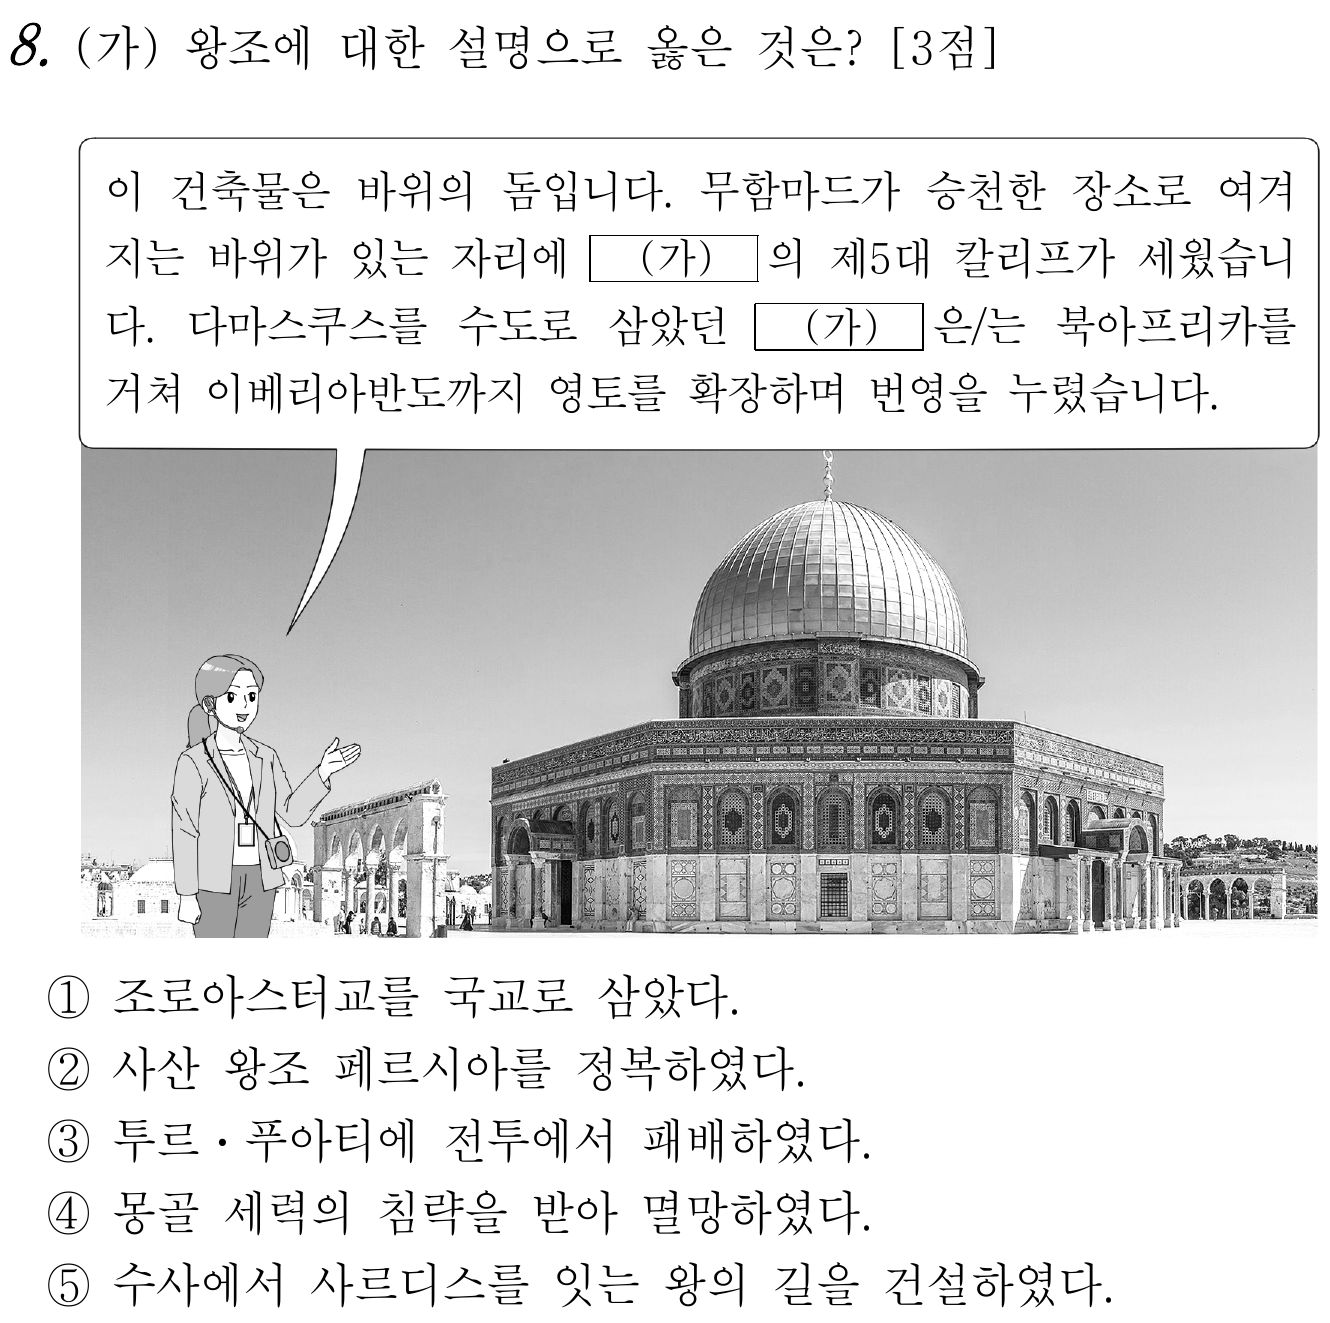 8. (가) 왕조에 대한 설명으로 옳은 것은? [3점]
이 건축물은 바위의 돔입니다. 무함마드가 승천한 장소로 여겨
지는 바위가 있는 자리에 (가) 의 제5대 칼리프가 세웠습니
다. 다마스쿠스를 수도로 삼았던 (가) 은/는 북아프리카를
거쳐 이베리아반도까지 영토를 확장하며 번영을 누렸습니다.
① 조로아스터교를 국교로 삼았다.
② 사산 왕조 페르시아를 정복하였다.
③ 투르・푸아티에 전투에서 패배하였다.
④ 몽골 세력의 침략을 받아 멸망하였다.
⑤ 수사에서 사르디스를 잇는 왕의 길을 건설하였다.